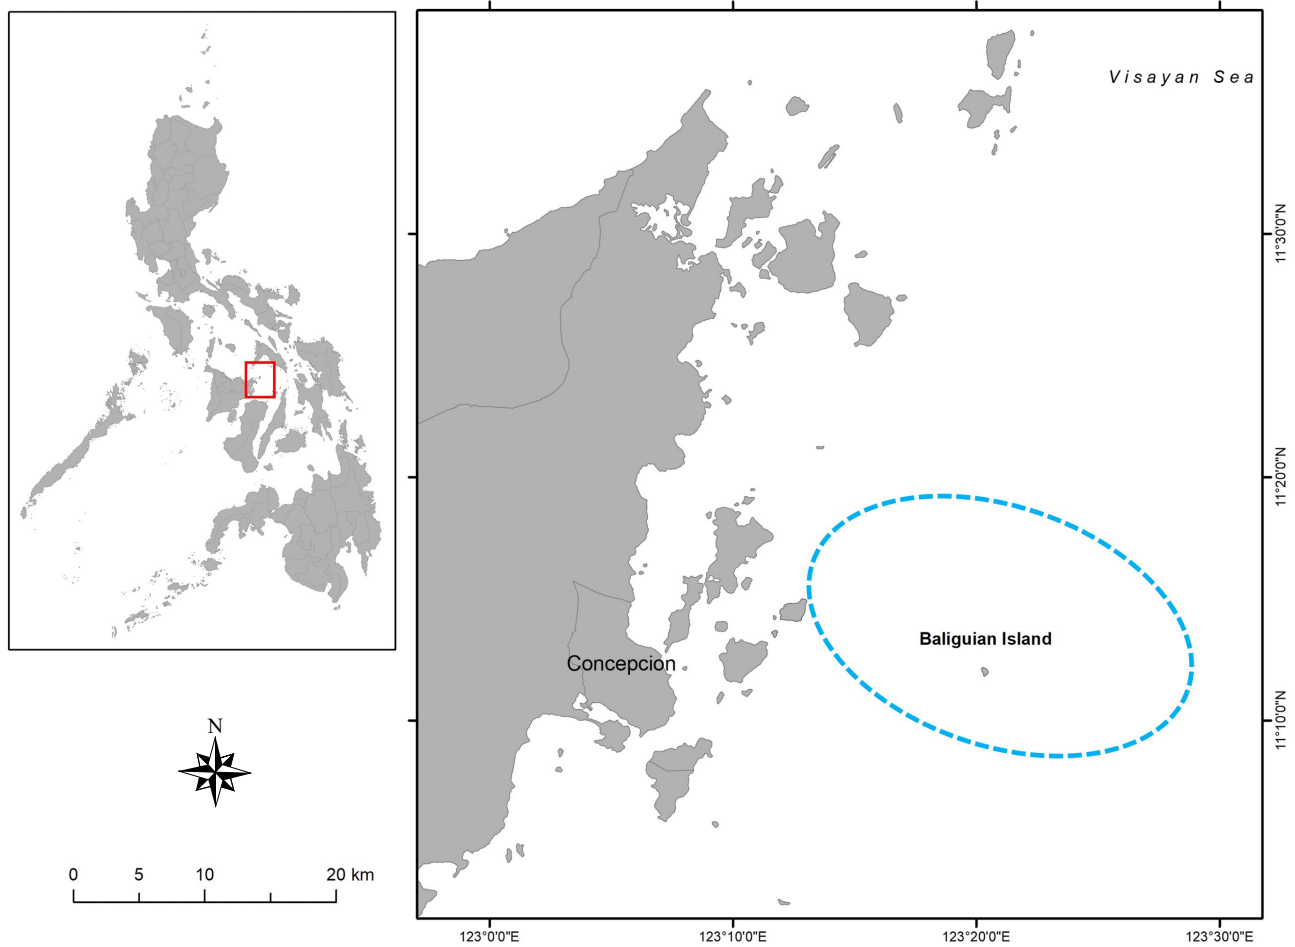 Visayan Sea
11°30'0"N
11°20'0"N
Baliguian Island
Concepcion
11°10'0"N
N
0 5 10 20 km
123°0'0"E 123°10'0"E 123°20'0"E 123°30'0"E